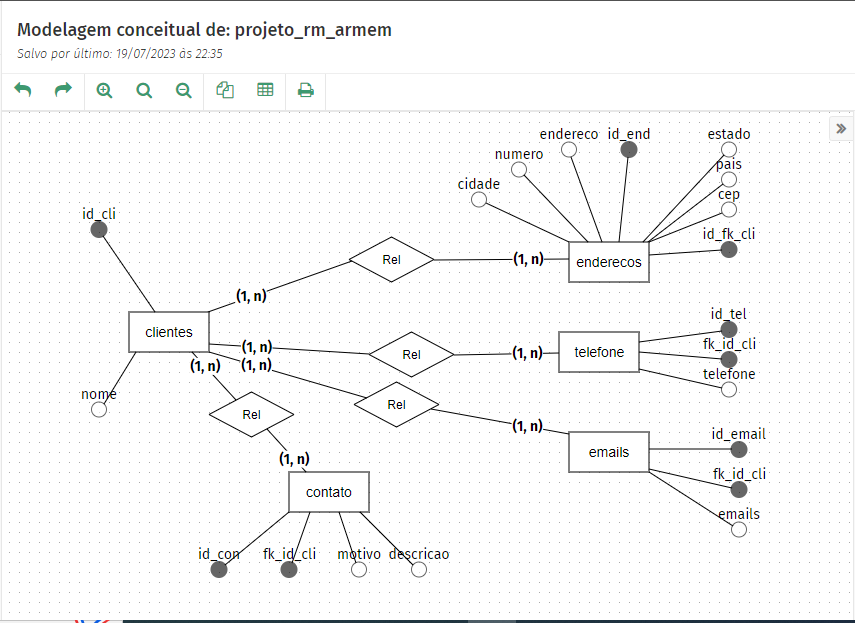 Modelagem conceitual de: projeto_rm_armem
Salvo por último: 19/07/2023 às 22:35
endereco
id_end
estado
numero
pais
cidade
cep
id_cli
id_fk_cli
Rel
(1, n)
enderecos
(1, n)
id_tel
clientes
(1, n)
Rel
(1, n)
telefone
fk_id_cli
(1, n)
(1, n)
telefone
nome
Rel
Rel
(1, n)
id_email
emails
(1, n)
fk_id_cli
contato
emails
id_con
fk_id_cli
motivo
descricao